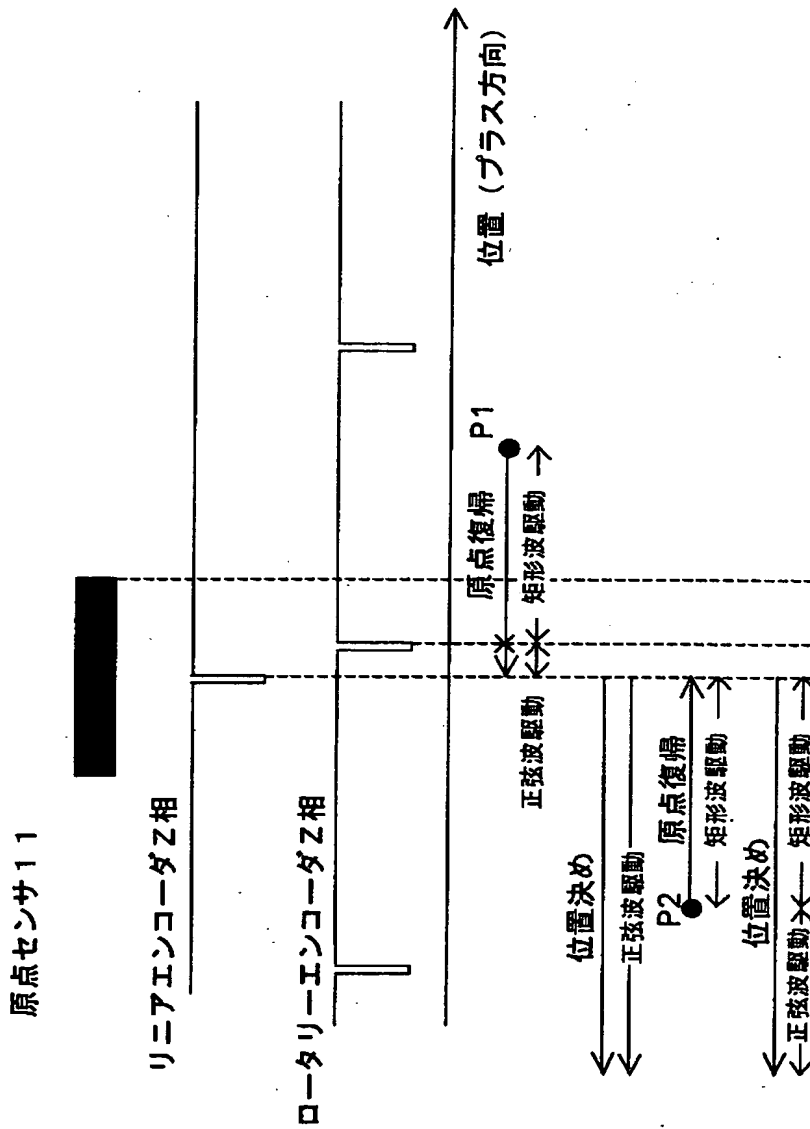 原点センサ11
リニアエンコーダZ相
ロータリーエンコーダZ相
位置(プラス方向)
P1
原点復帰
矩形波駆動
正弦波駆動
位置決め
正弦波駆動
P2
原点復帰
矩形波駆動
位置決め
正弦波駆動
矩形波駆動